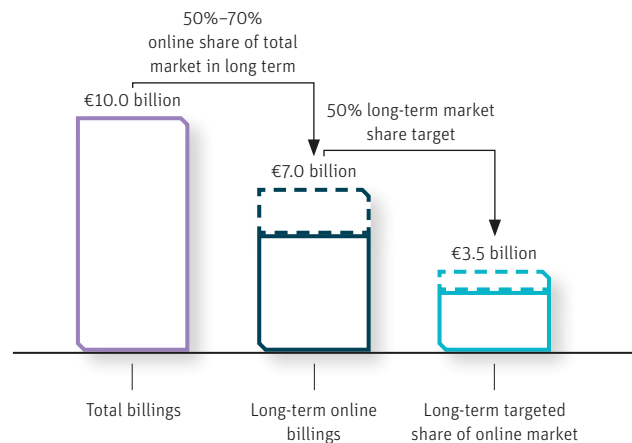 50%–70%
online share of total
market in long term
€10.0 billion
50% long-term market
share target
€7.0 billion
€3.5 billion
Total billings
Long-term online
billings
Long-term targeted
share of online market